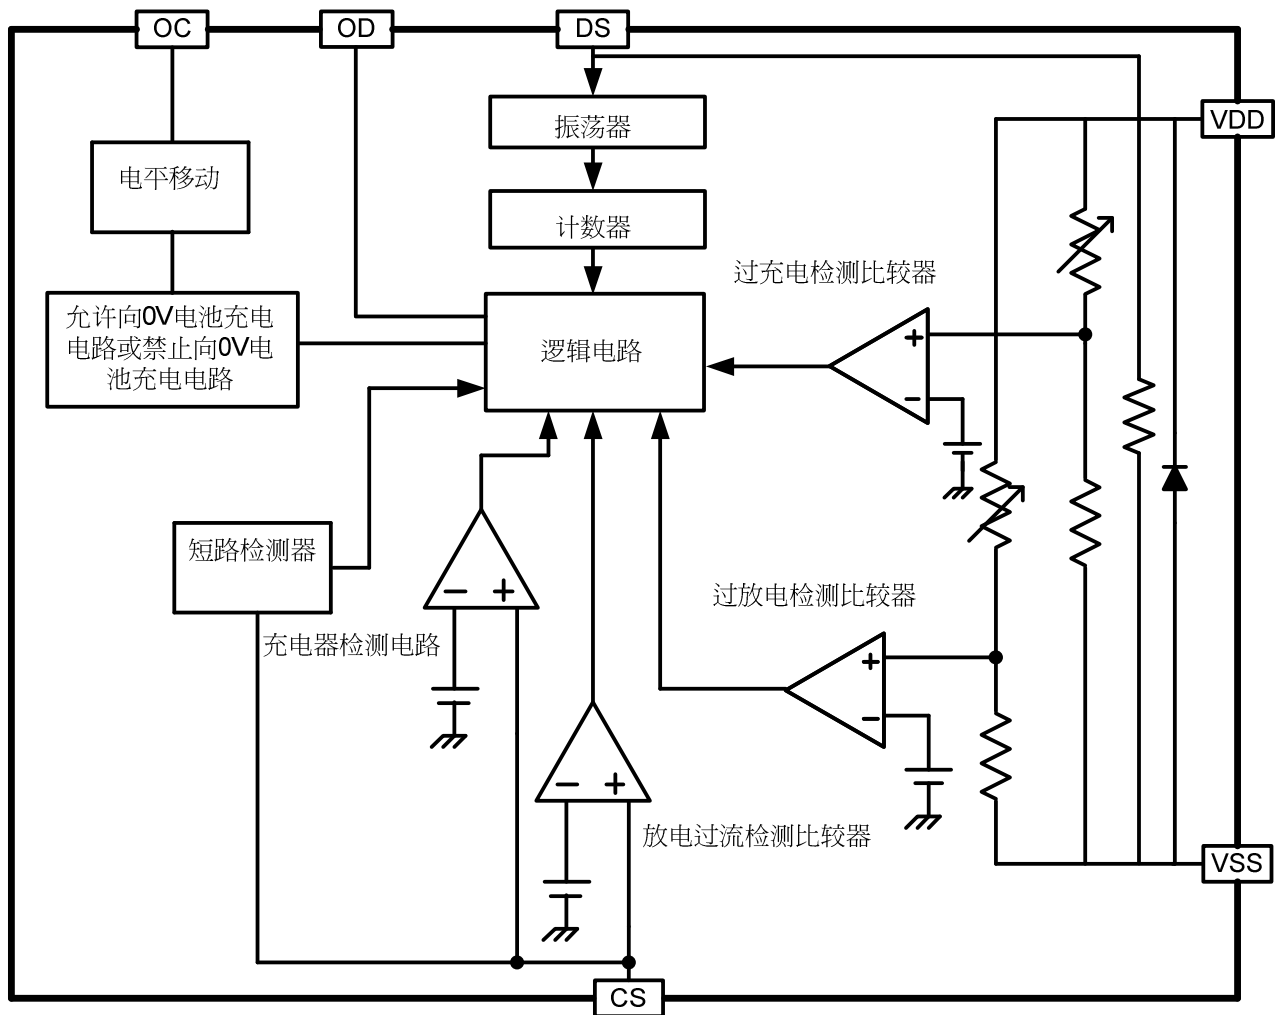 OC
OD
DS
VDD
振荡器
电平移动
计数器
过充电检测比较器
允许向0V电池充电
电路或禁止向0V电
池充电电路
逻辑电路
+
−
短路检测器
− +
过放电检测比较器
充电器检测电路
+
−
− +
放电过流检测比较器
VSS
CS